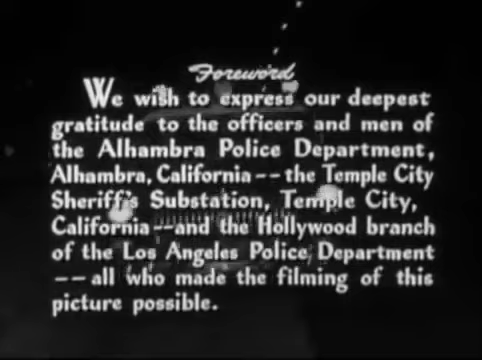 Foreword
We wish to express our deepest
gratitude to the officers and men of
the Alhambra Police Department,
Alhambra, California -- the Temple City
Sheriff's Substation, Temple City,
California -- and the Hollywood branch
of the Los Angeles Police Department
-- all who made the filming of this
picture possible.